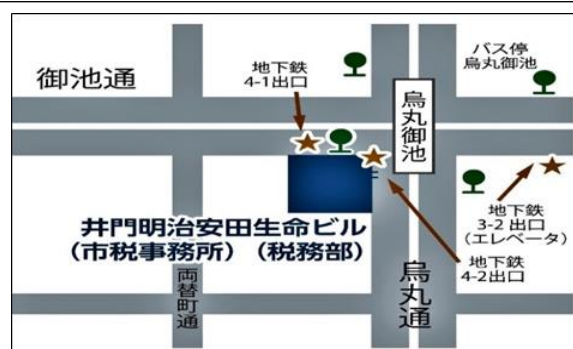 御池通
地下鉄
4-1出口
烏丸御池
バス停
烏丸御池
井門明治安田生命ビル
（市税事務所）（税務部）
地下鉄
3-2 出口
（エレベータ）
地下鉄
4-2出口
両替町通
烏丸通